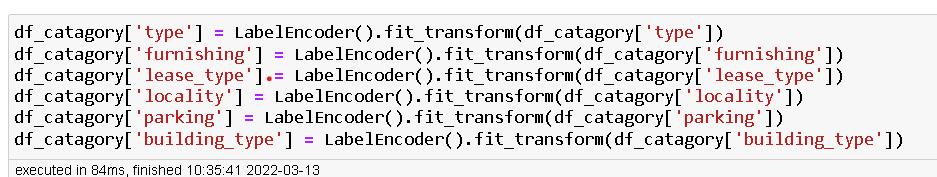 df_catagory['type'] = LabelEncoder().fit_transform(df_catagory['type'])
df_catagory['furnishing'] = LabelEncoder().fit_transform(df_catagory['furnishing'])
df_catagory['lease_type'].= LabelEncoder().fit_transform(df_catagory['lease_type'])
df_catagory['locality'] = LabelEncoder().fit_transform(df_catagory['locality'])
df_catagory['parking'] = LabelEncoder().fit_transform(df_catagory['parking'])
df_catagory['building_type'] = LabelEncoder().fit_transform(df_catagory['building_type'])
executed in 84ms, finished 10:35:41 2022-03-13